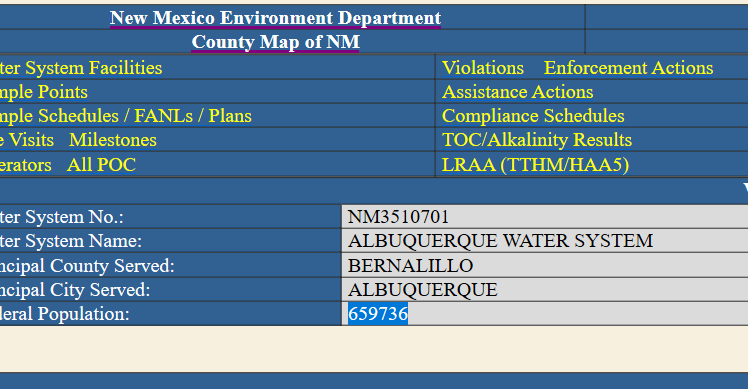 New Mexico Environment Department
County Map of NM
ter System Facilities Violations Enforcement Actions
mple Points Assistance Actions
mple Schedules / FANLs / Plans Compliance Schedules
e Visits Milestones TOC/Alkalinity Results
erators All POC LRAA (TTHM/HAA5)
ter System No.: NM3510701
ter System Name: ALBUQUERQUE WATER SYSTEM
ncipal County Served: BERNALILLO
ncipal City Served: ALBUQUERQUE
deral Population: 659736